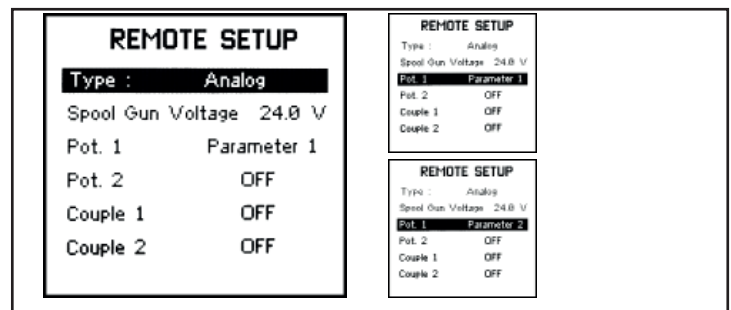 REMOTE SETUP
Type : Analog
Spool Gun Voltage 24.0 V
Pot. 1 Parameter 1
Pot. 2 OFF
Couple 1 OFF
Couple 2 OFF
REMOTE SETUP
Type : Analog
Spool Gun Voltage 24.0 V
Pot. 1 Parameter 1
Pot. 2 OFF
Couple 1 OFF
Couple 2 OFF
REMOTE SETUP
Type : Analog
Spool Gun Voltage 24.0 V
Pot. 1 Parameter 2
Pot. 2 OFF
Couple 1 OFF
Couple 2 OFF